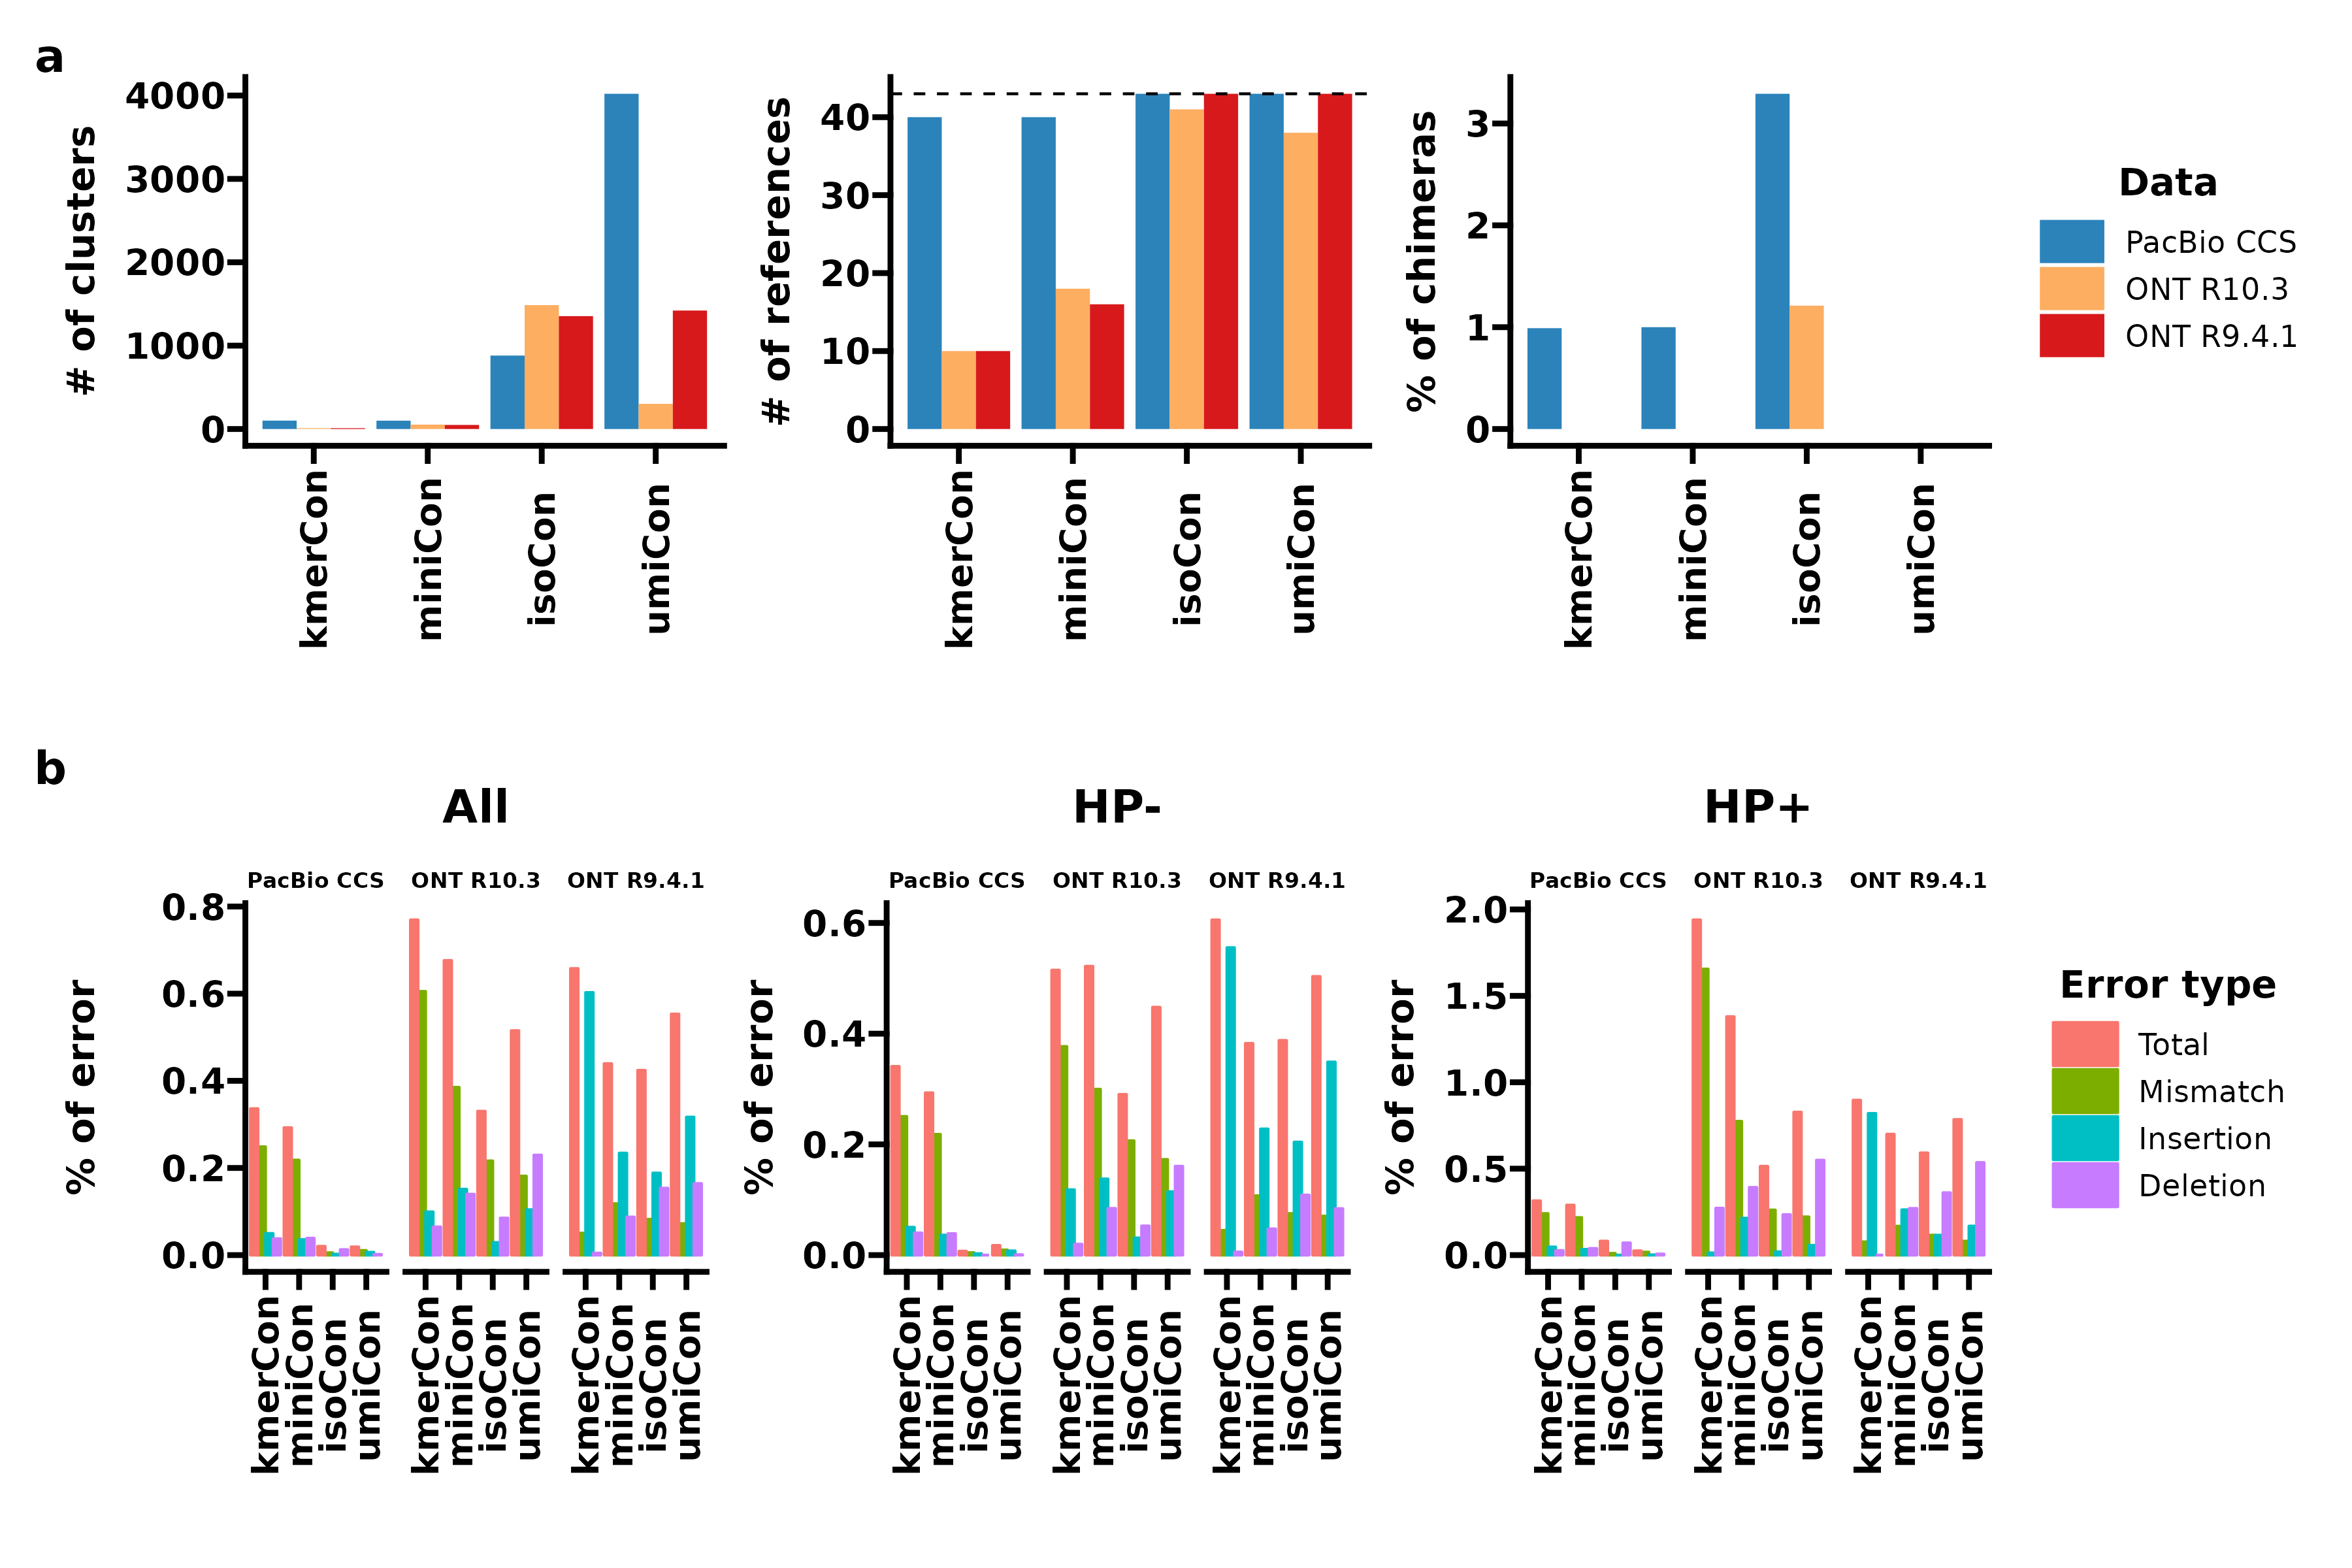 a
# of clusters
4000
3000
2000
1000
0
kmerCon
miniCon
isoCon
umiCon
# of references
40
30
20
10
0
kmerCon
miniCon
isoCon
umiCon
% of chimeras
3
2
1
0
kmerCon
miniCon
isoCon
umiCon
Data
PacBio CCS
ONT R10.3
ONT R9.4.1
b
All
PacBio CCS
ONT R10.3
ONT R9.4.1
% of error
0.8
0.6
0.4
0.2
0.0
kmerCon
miniCon
isoCon
umiCon
kmerCon
miniCon
isoCon
umiCon
kmerCon
miniCon
isoCon
umiCon
HP-
PacBio CCS
ONT R10.3
ONT R9.4.1
% of error
0.6
0.4
0.2
0.0
kmerCon
miniCon
isoCon
umiCon
kmerCon
miniCon
isoCon
umiCon
kmerCon
miniCon
isoCon
umiCon
HP+
PacBio CCS
ONT R10.3
ONT R9.4.1
% of error
2.0
1.5
1.0
0.5
0.0
kmerCon
miniCon
isoCon
umiCon
kmerCon
miniCon
isoCon
umiCon
kmerCon
miniCon
isoCon
umiCon
Error type
Total
Mismatch
Insertion
Deletion